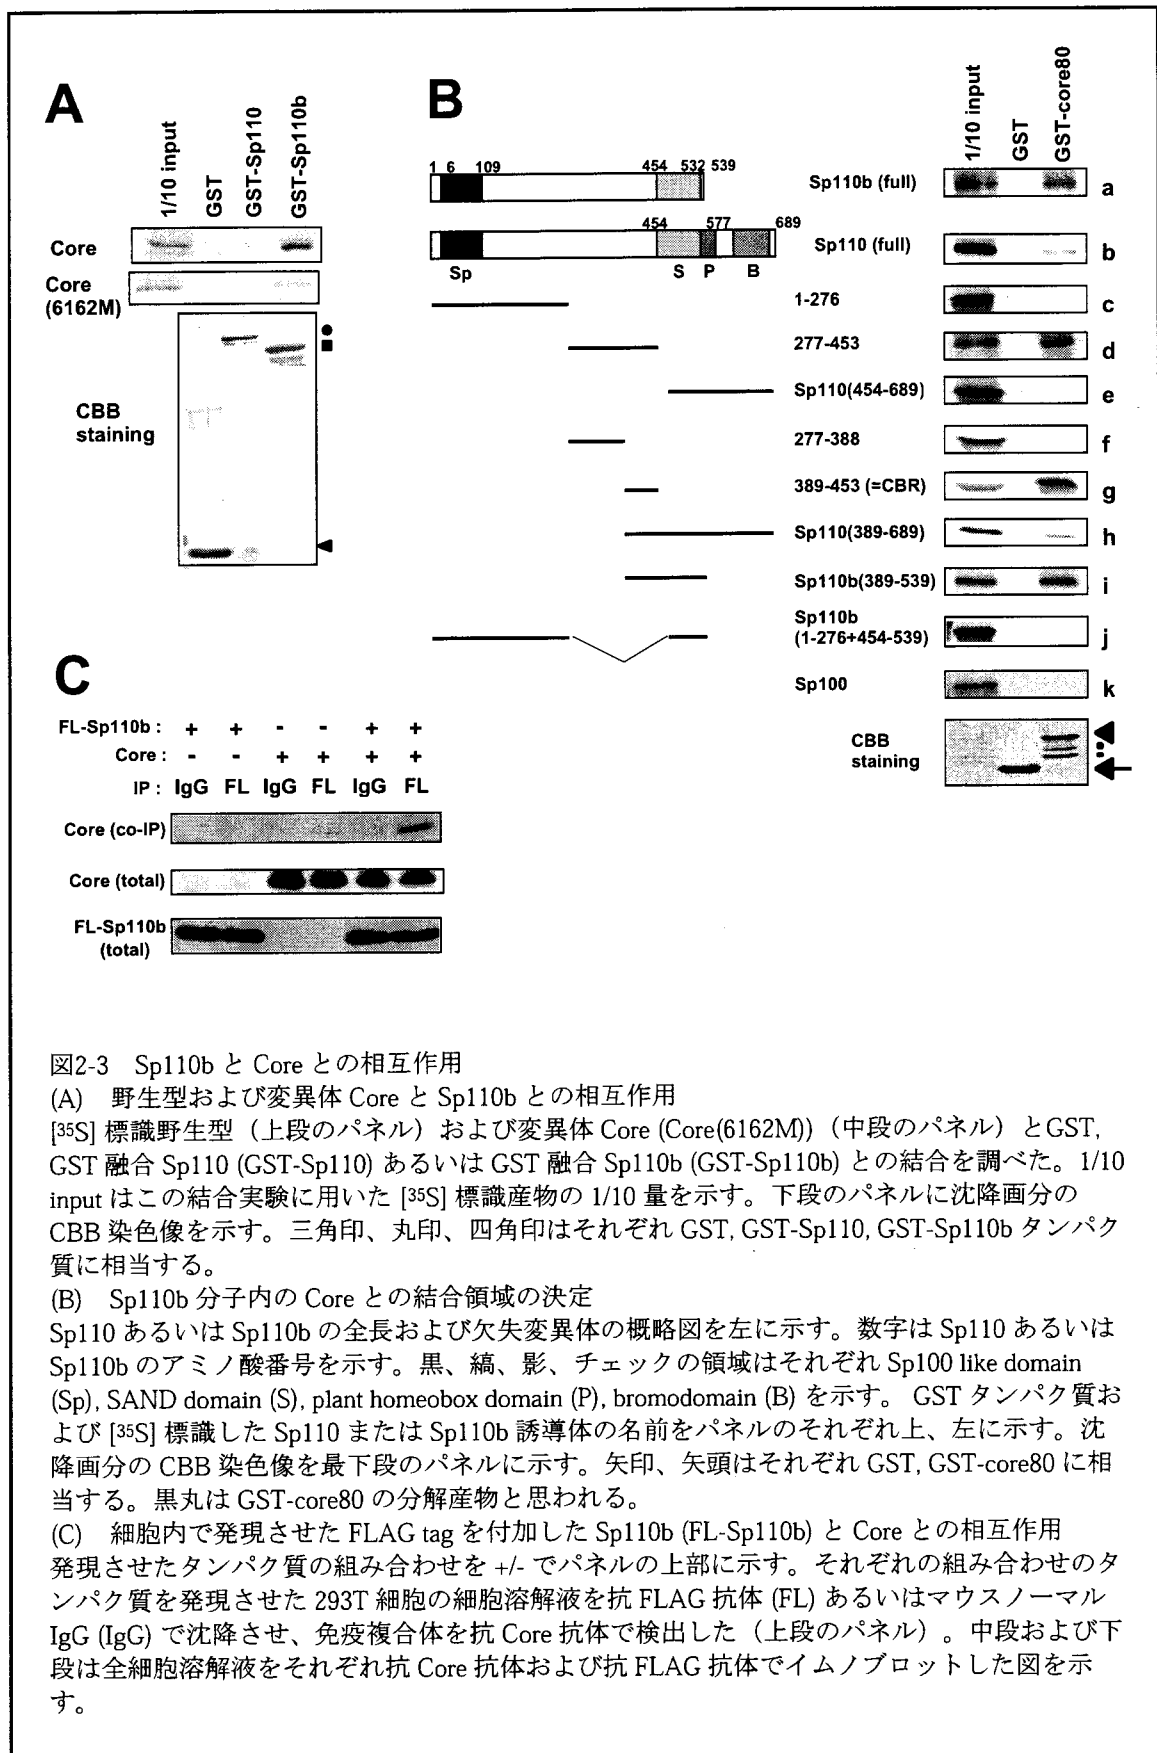 A
1/10 input
GST
GST-Sp110
GST-Sp110b
Core
Core
(6162M)
CBB
staining
B
1 6 109 454 532 539
454 577 689
Sp S P B
1/10 input
GST
GST-core80
Sp110b (full) a
Sp110 (full) b
1-276 c
277-453 d
Sp110(454-689) e
277-388 f
389-453 (=CBR) g
Sp110(389-689) h
Sp110b(389-539) i
Sp110b
(1-276+454-539) j
Sp100 k
CBB
staining
C
FL-Sp110b : + + - - + +
Core : - - + + + +
IP : IgG FL IgG FL IgG FL
Core (co-IP)
Core (total)
FL-Sp110b
(total)
図2-3 Sp110b と Core との相互作用
(A) 野生型および変異体 Core と Sp110b との相互作用
[³⁵S] 標識野生型（上段のパネル）および変異体 Core (Core(6162M))（中段のパネル）とGST,
GST 融合 Sp110 (GST-Sp110) あるいは GST 融合 Sp110b (GST-Sp110b) との結合を調べた。1/10
input はこの結合実験に用いた [³⁵S] 標識産物の 1/10 量を示す。下段のパネルに沈降画分の
CBB 染色像を示す。三角印、丸印、四角印はそれぞれ GST, GST-Sp110, GST-Sp110b タンパク
質に相当する。
(B) Sp110b 分子内の Core との結合領域の決定
Sp110 あるいは Sp110b の全長および欠失変異体の概略図を左に示す。数字は Sp110 あるいは
Sp110b のアミノ酸番号を示す。黒、縞、影、チェックの領域はそれぞれ Sp100 like domain
(Sp), SAND domain (S), plant homeobox domain (P), bromodomain (B) を示す。 GST タンパク質お
よび [³⁵S] 標識した Sp110 または Sp110b 誘導体の名前をパネルのそれぞれ上、左に示す。沈
降画分の CBB 染色像を最下段のパネルに示す。矢印、矢頭はそれぞれ GST, GST-core80 に相
当する。黒丸は GST-core80 の分解産物と思われる。
(C) 細胞内で発現させた FLAG tag を付加した Sp110b (FL-Sp110b) と Core との相互作用
発現させたタンパク質の組み合わせを +/- でパネルの上部に示す。それぞれの組み合わせのタ
ンパク質を発現させた 293T 細胞の細胞溶解液を抗 FLAG 抗体 (FL) あるいはマウスノーマル
IgG (IgG) で沈降させ、免疫複合体を抗 Core 抗体で検出した（上段のパネル）。中段および下
段は全細胞溶解液をそれぞれ抗 Core 抗体および抗 FLAG 抗体でイムノブロットした図を示
す。